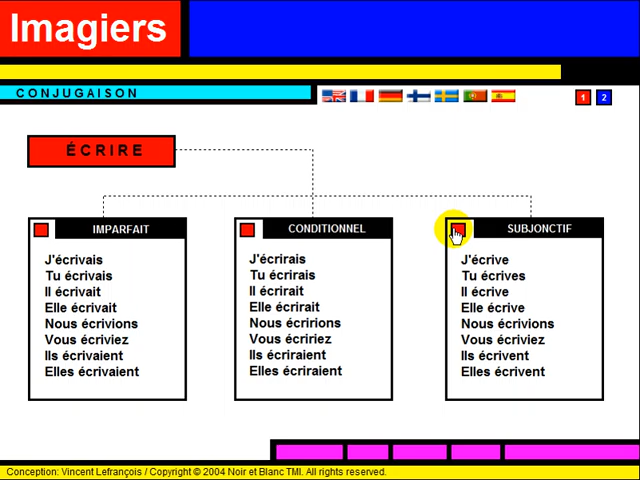 Imagiers
CONJUGAISON
1 2
ÉCRIRE
IMPARFAIT
J'écrivais
Tu écrivais
Il écrivait
Elle écrivait
Nous écrivions
Vous écriviez
Ils écrivaient
Elles écrivaient
CONDITIONNEL
J'écrirais
Tu écrirais
Il écrirait
Elle écrirait
Nous écririons
Vous écririez
Ils écriraient
Elles écriraient
SUBJONCTIF
J'écrive
Tu écrives
Il écrive
Elle écrive
Nous écrivions
Vous écriviez
Ils écrivent
Elles écrivent
Conception: Vincent Lefrançois / Copyright © 2004 Noir et Blanc TMI. All rights reserved.